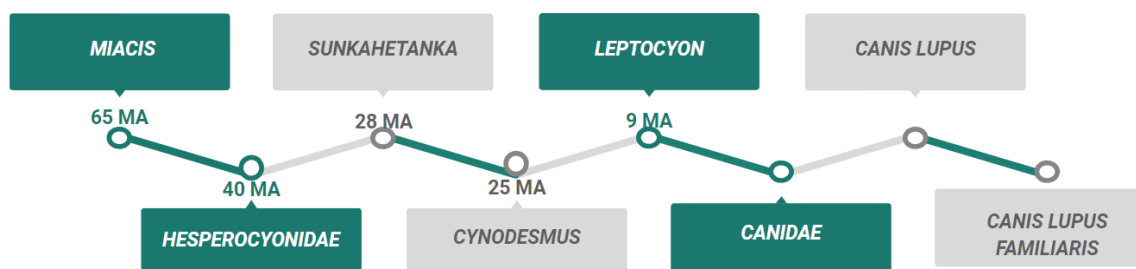 MIACIS
SUNKAHETANKA
LEPTOCYON
CANIS LUPUS
65 MA
28 MA
9 MA
40 MA
25 MA
HESPEROCYONIDAE
CYNODESMUS
CANIDAE
CANIS LUPUS
FAMILIARIS